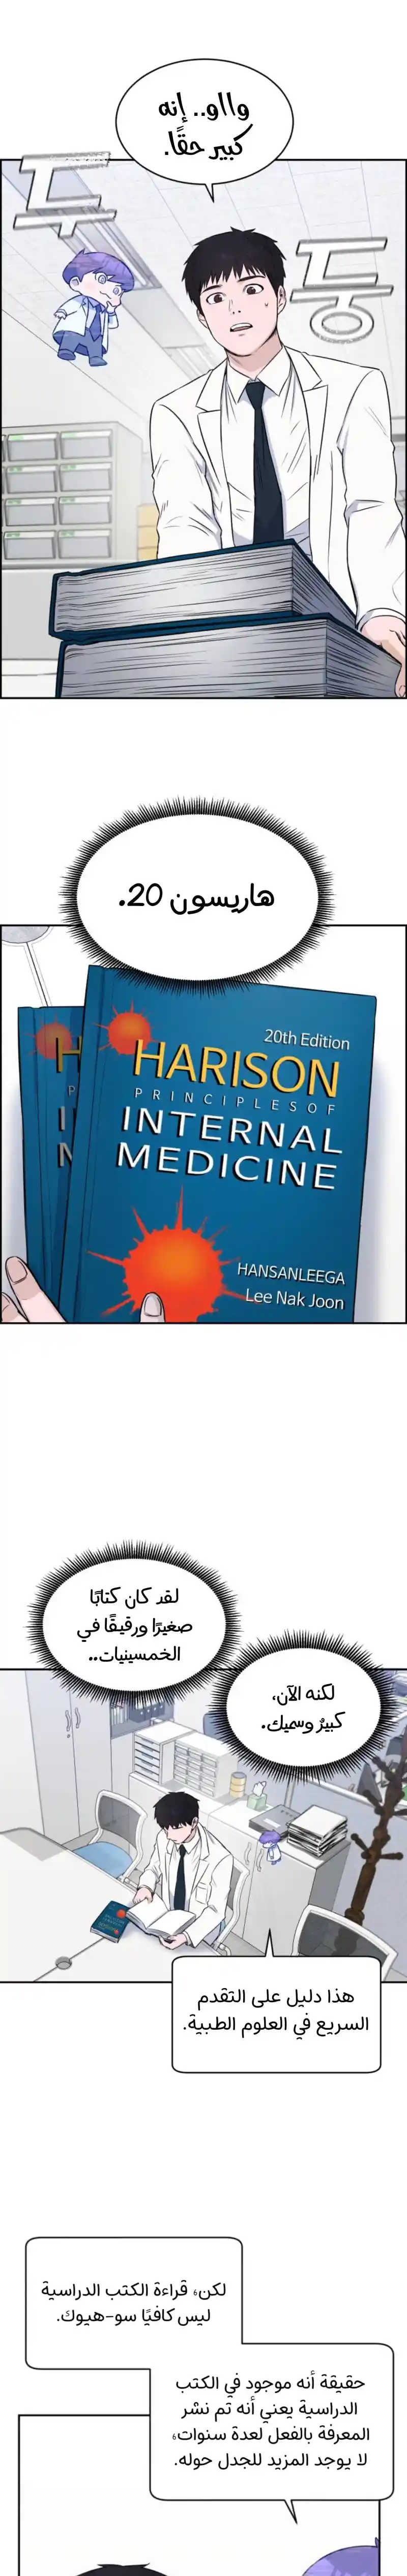 وااو.. إنه
كبير حقًا.
두둥
هاريسون 20.
20th Edition
HARISON
PRINCIPLES OF
INTERNAL
MEDICINE
HANSANLEEGA
Lee Nak Joon
لقد كان كتابًا
صغيرًا ورقيقًا في
الخمسينيات..
لكنه الآن،
كبيرٌ وسميك.
هذا دليل على التقدم
السريع في العلوم الطبية.
لكن، قراءة الكتب الدراسية
ليس كافيًا سو-هيوك.
حقيقة أنه موجود في الكتب
الدراسية يعني أنه تم نشر
المعرفة بالفعل لعدة سنوات،
لا يوجد المزيد للجدل حوله.